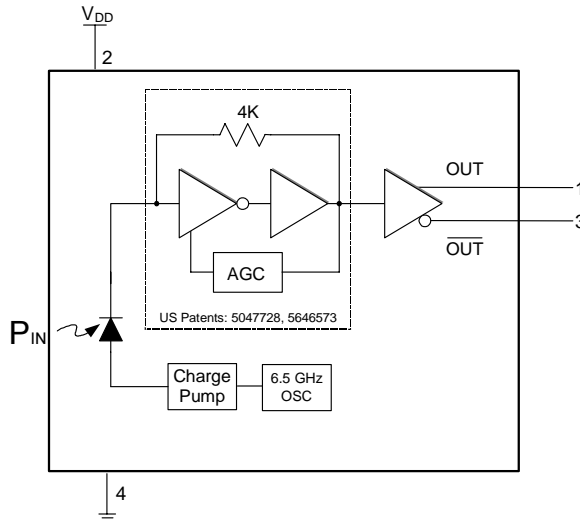 VDD
2
4K
OUT
1
3
OUT
AGC
US Patents: 5047728, 5646573
PIN
Charge
Pump
6.5 GHz
OSC
4